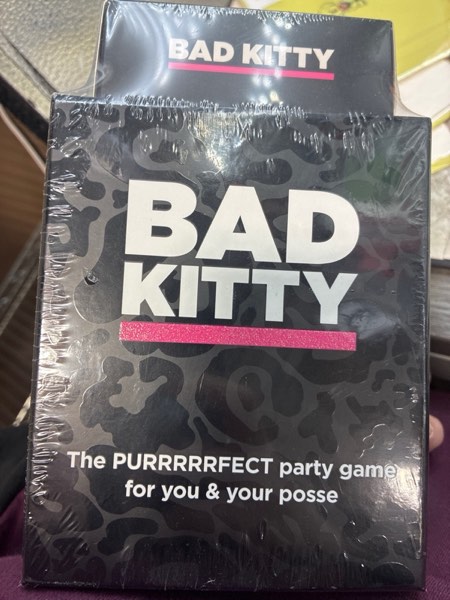 BAD KITTY
BAD
KITTY
The PURRRRRFECT party game
for you & your posse